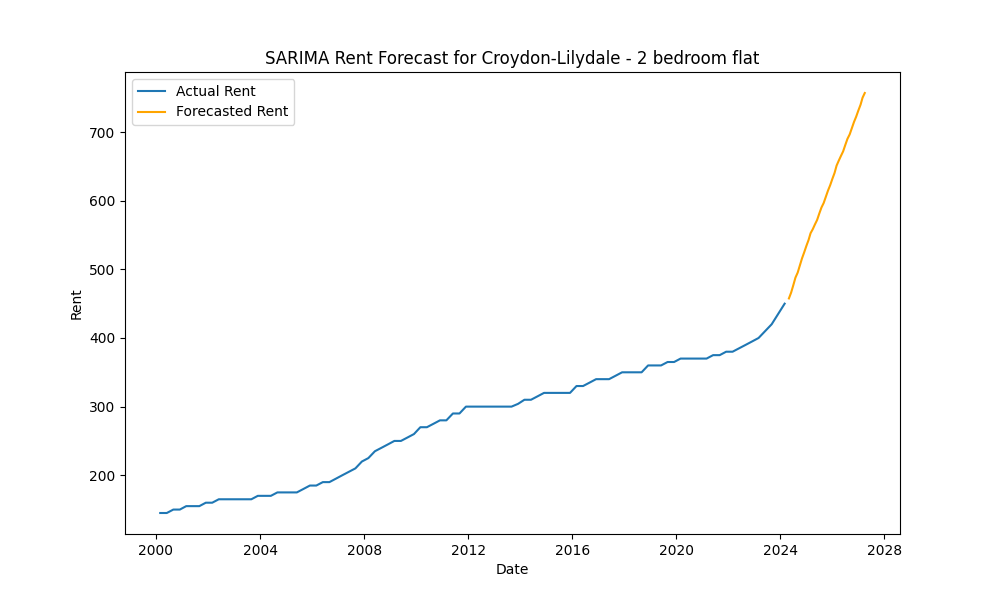 SARIMA Rent Forecast for Croydon-Lilydale - 2 bedroom flat
Actual Rent
Forecasted Rent
Rent
700
600
500
400
300
200
2000 2004 2008 2012 2016 2020 2024 2028
Date